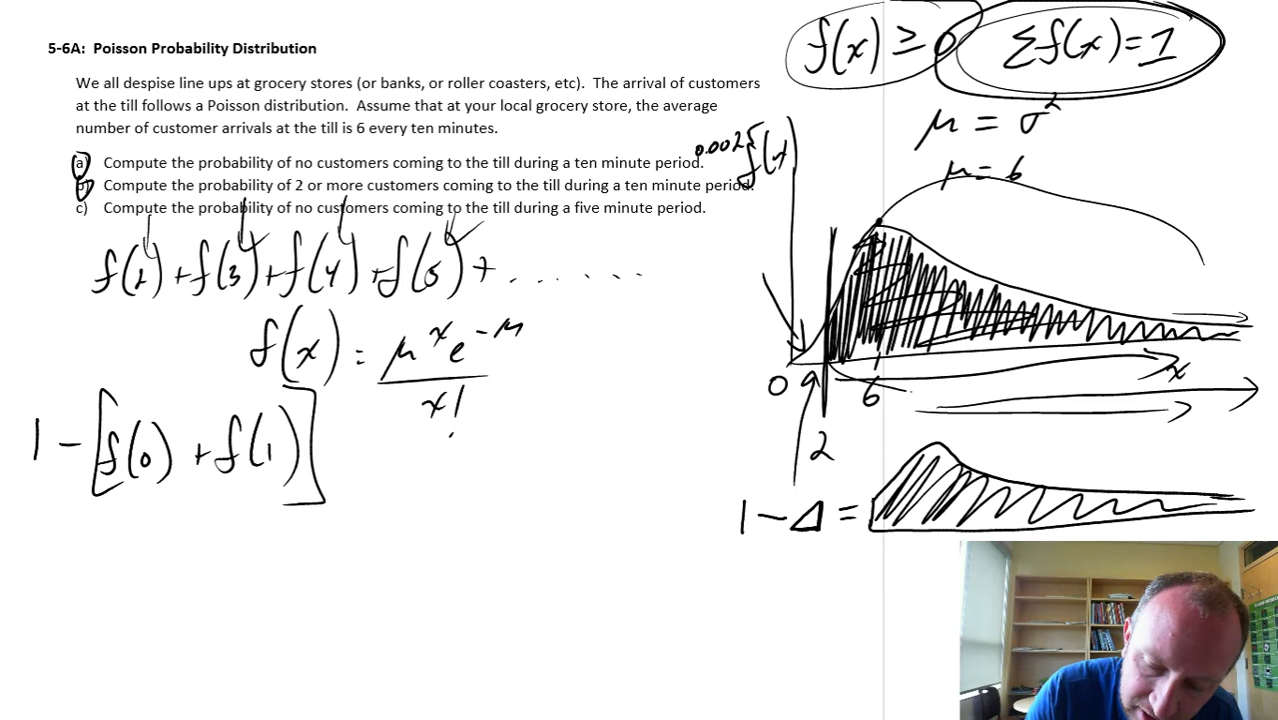 5-6A: Poisson Probability Distribution
We all despise line ups at grocery stores (or banks, or roller coasters, etc). The arrival of customers
at the till follows a Poisson distribution. Assume that at your local grocery store, the average
number of customer arrivals at the till is 6 every ten minutes.
a) Compute the probability of no customers coming to the till during a ten minute period.
b) Compute the probability of 2 or more customers coming to the till during a ten minute period.
c) Compute the probability of no customers coming to the till during a five minute period.
f(2) + f(3) + f(4) + f(5) + . . . . . .
f(x) = μ^x e^-μ / x!
1 - [f(0) + f(1)]
f(x) ≥ 0 Σf(x) = 1
μ = σ²
μ = 6
0.0025 f(x)
0 6 x
2
1 - Δ =